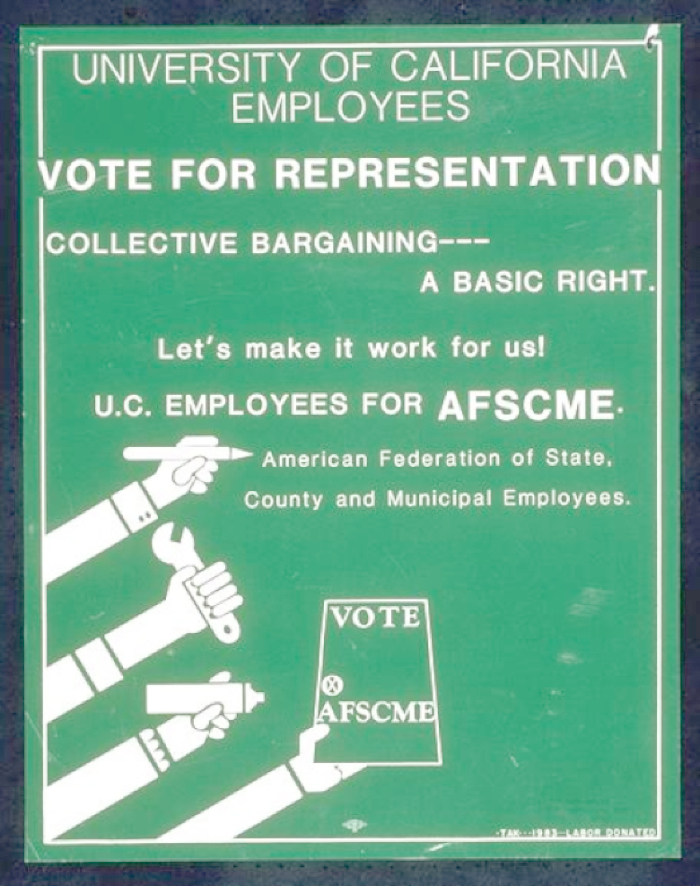 UNIVERSITY OF CALIFORNIA
EMPLOYEES
VOTE FOR REPRESENTATION
COLLECTIVE BARGAINING---
A BASIC RIGHT.
Let's make it work for us!
U.C. EMPLOYEES FOR AFSCME.
American Federation of State,
County and Municipal Employees.
VOTE
X
AFSCME
-TAK---1983-LABOR DONATED